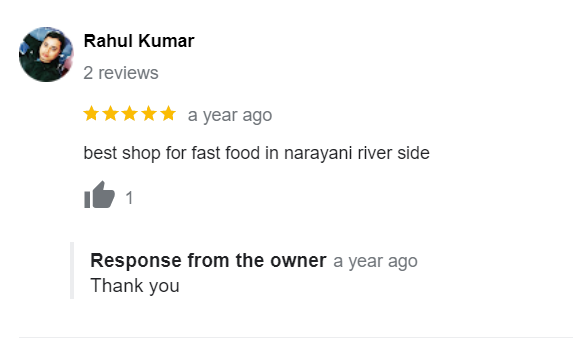 Rahul Kumar
2 reviews
a year ago
best shop for fast food in narayani river side
1
Response from the owner a year ago
Thank you